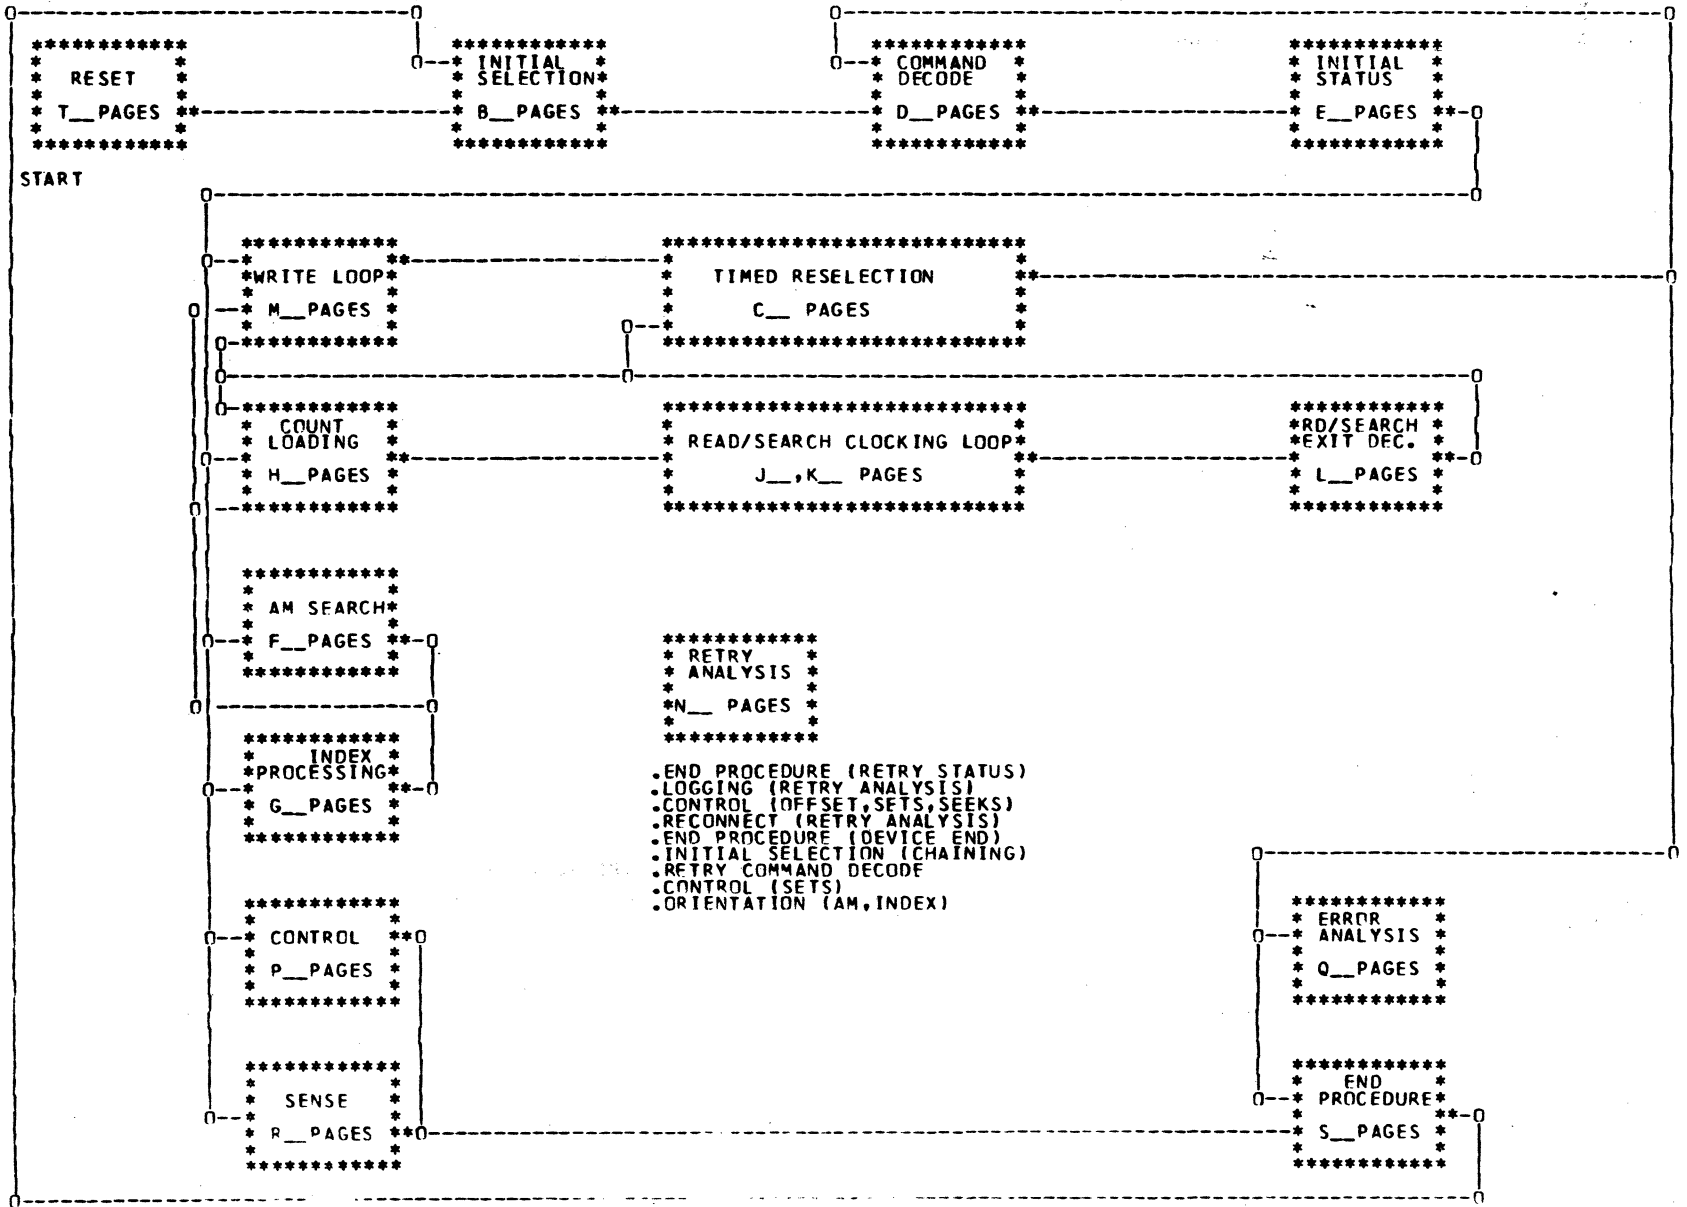 RESET
T__PAGES
START
INITIAL
SELECTION
B__PAGES
COMMAND
DECODE
D__PAGES
INITIAL
STATUS
E__PAGES
WRITE LOOP
M__PAGES
TIMED RESELECTION
C__ PAGES
COUNT
LOADING
H__PAGES
READ/SEARCH CLOCKING LOOP
J__,K__ PAGES
RD/SEARCH
EXIT DEC.
L__PAGES
AM SEARCH
F__PAGES
RETRY
ANALYSIS
N__ PAGES
INDEX
PROCESSING
G__PAGES
.END PROCEDURE (RETRY STATUS)
.LOGGING (RETRY ANALYSIS)
.CONTROL (OFFSET,SETS,SEEKS)
.RECONNECT (RETRY ANALYSIS)
.END PROCEDURE (DEVICE END)
.INITIAL SELECTION (CHAINING)
.RETRY COMMAND DECODE
.CONTROL (SETS)
.ORIENTATION (AM,INDEX)
CONTROL
P__PAGES
ERROR
ANALYSIS
Q__PAGES
SENSE
R__PAGES
END
PROCEDURE
S__PAGES